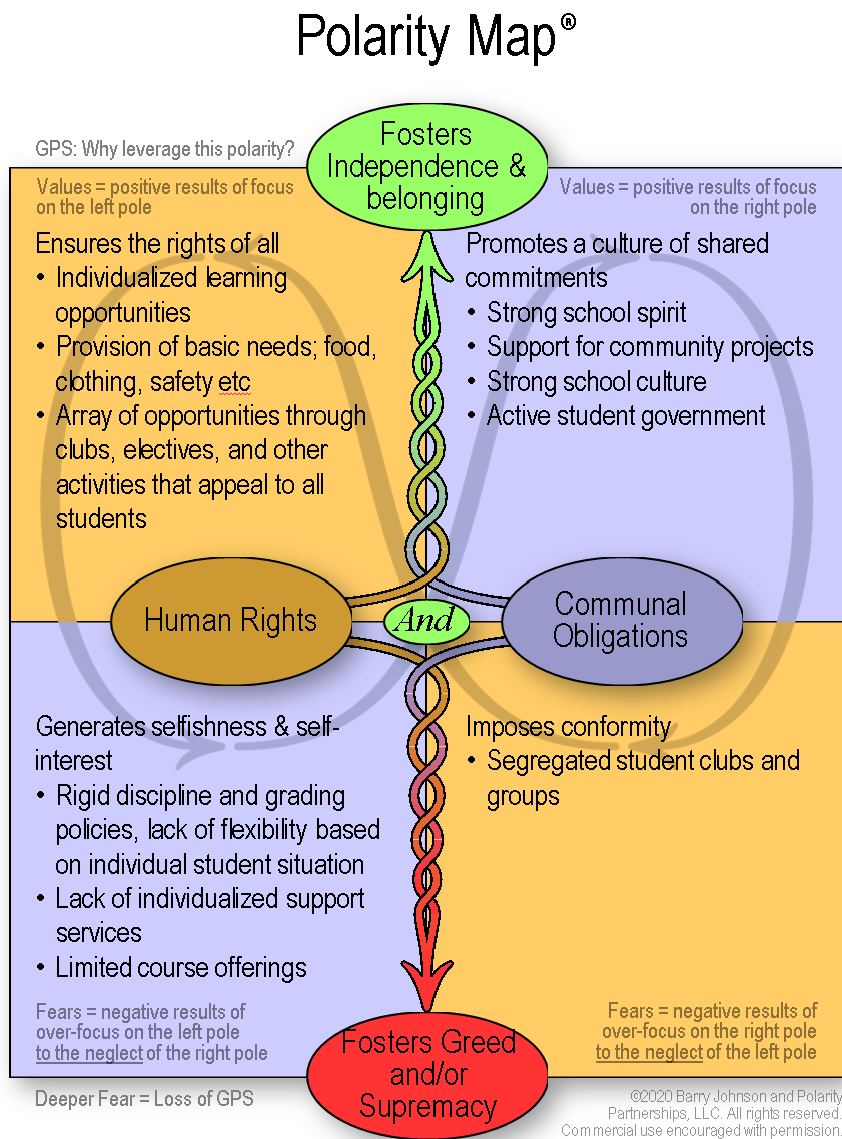 Polarity Map®
Fosters
Independence &
belonging
GPS: Why leverage this polarity?
Values = positive results of focus
on the left pole
Values = positive results of focus
on the right pole
Ensures the rights of all
• Individualized learning
opportunities
• Provision of basic needs; food,
clothing, safety etc
• Array of opportunities through
clubs, electives, and other
activities that appeal to all
students
Promotes a culture of shared
commitments
• Strong school spirit
• Support for community projects
• Strong school culture
• Active student government
Human Rights
And
Communal
Obligations
Generates selfishness & self-
interest
• Rigid discipline and grading
policies, lack of flexibility based
on individual student situation
• Lack of individualized support
services
• Limited course offerings
Imposes conformity
• Segregated student clubs and
groups
Fears = negative results of
over-focus on the left pole
to the neglect of the right pole
Fears = negative results of
over-focus on the right pole
to the neglect of the left pole
Fosters Greed
and/or
Supremacy
Deeper Fear = Loss of GPS
©2020 Barry Johnson and Polarity
Partnerships, LLC. All rights reserved.
Commercial use encouraged with permission.